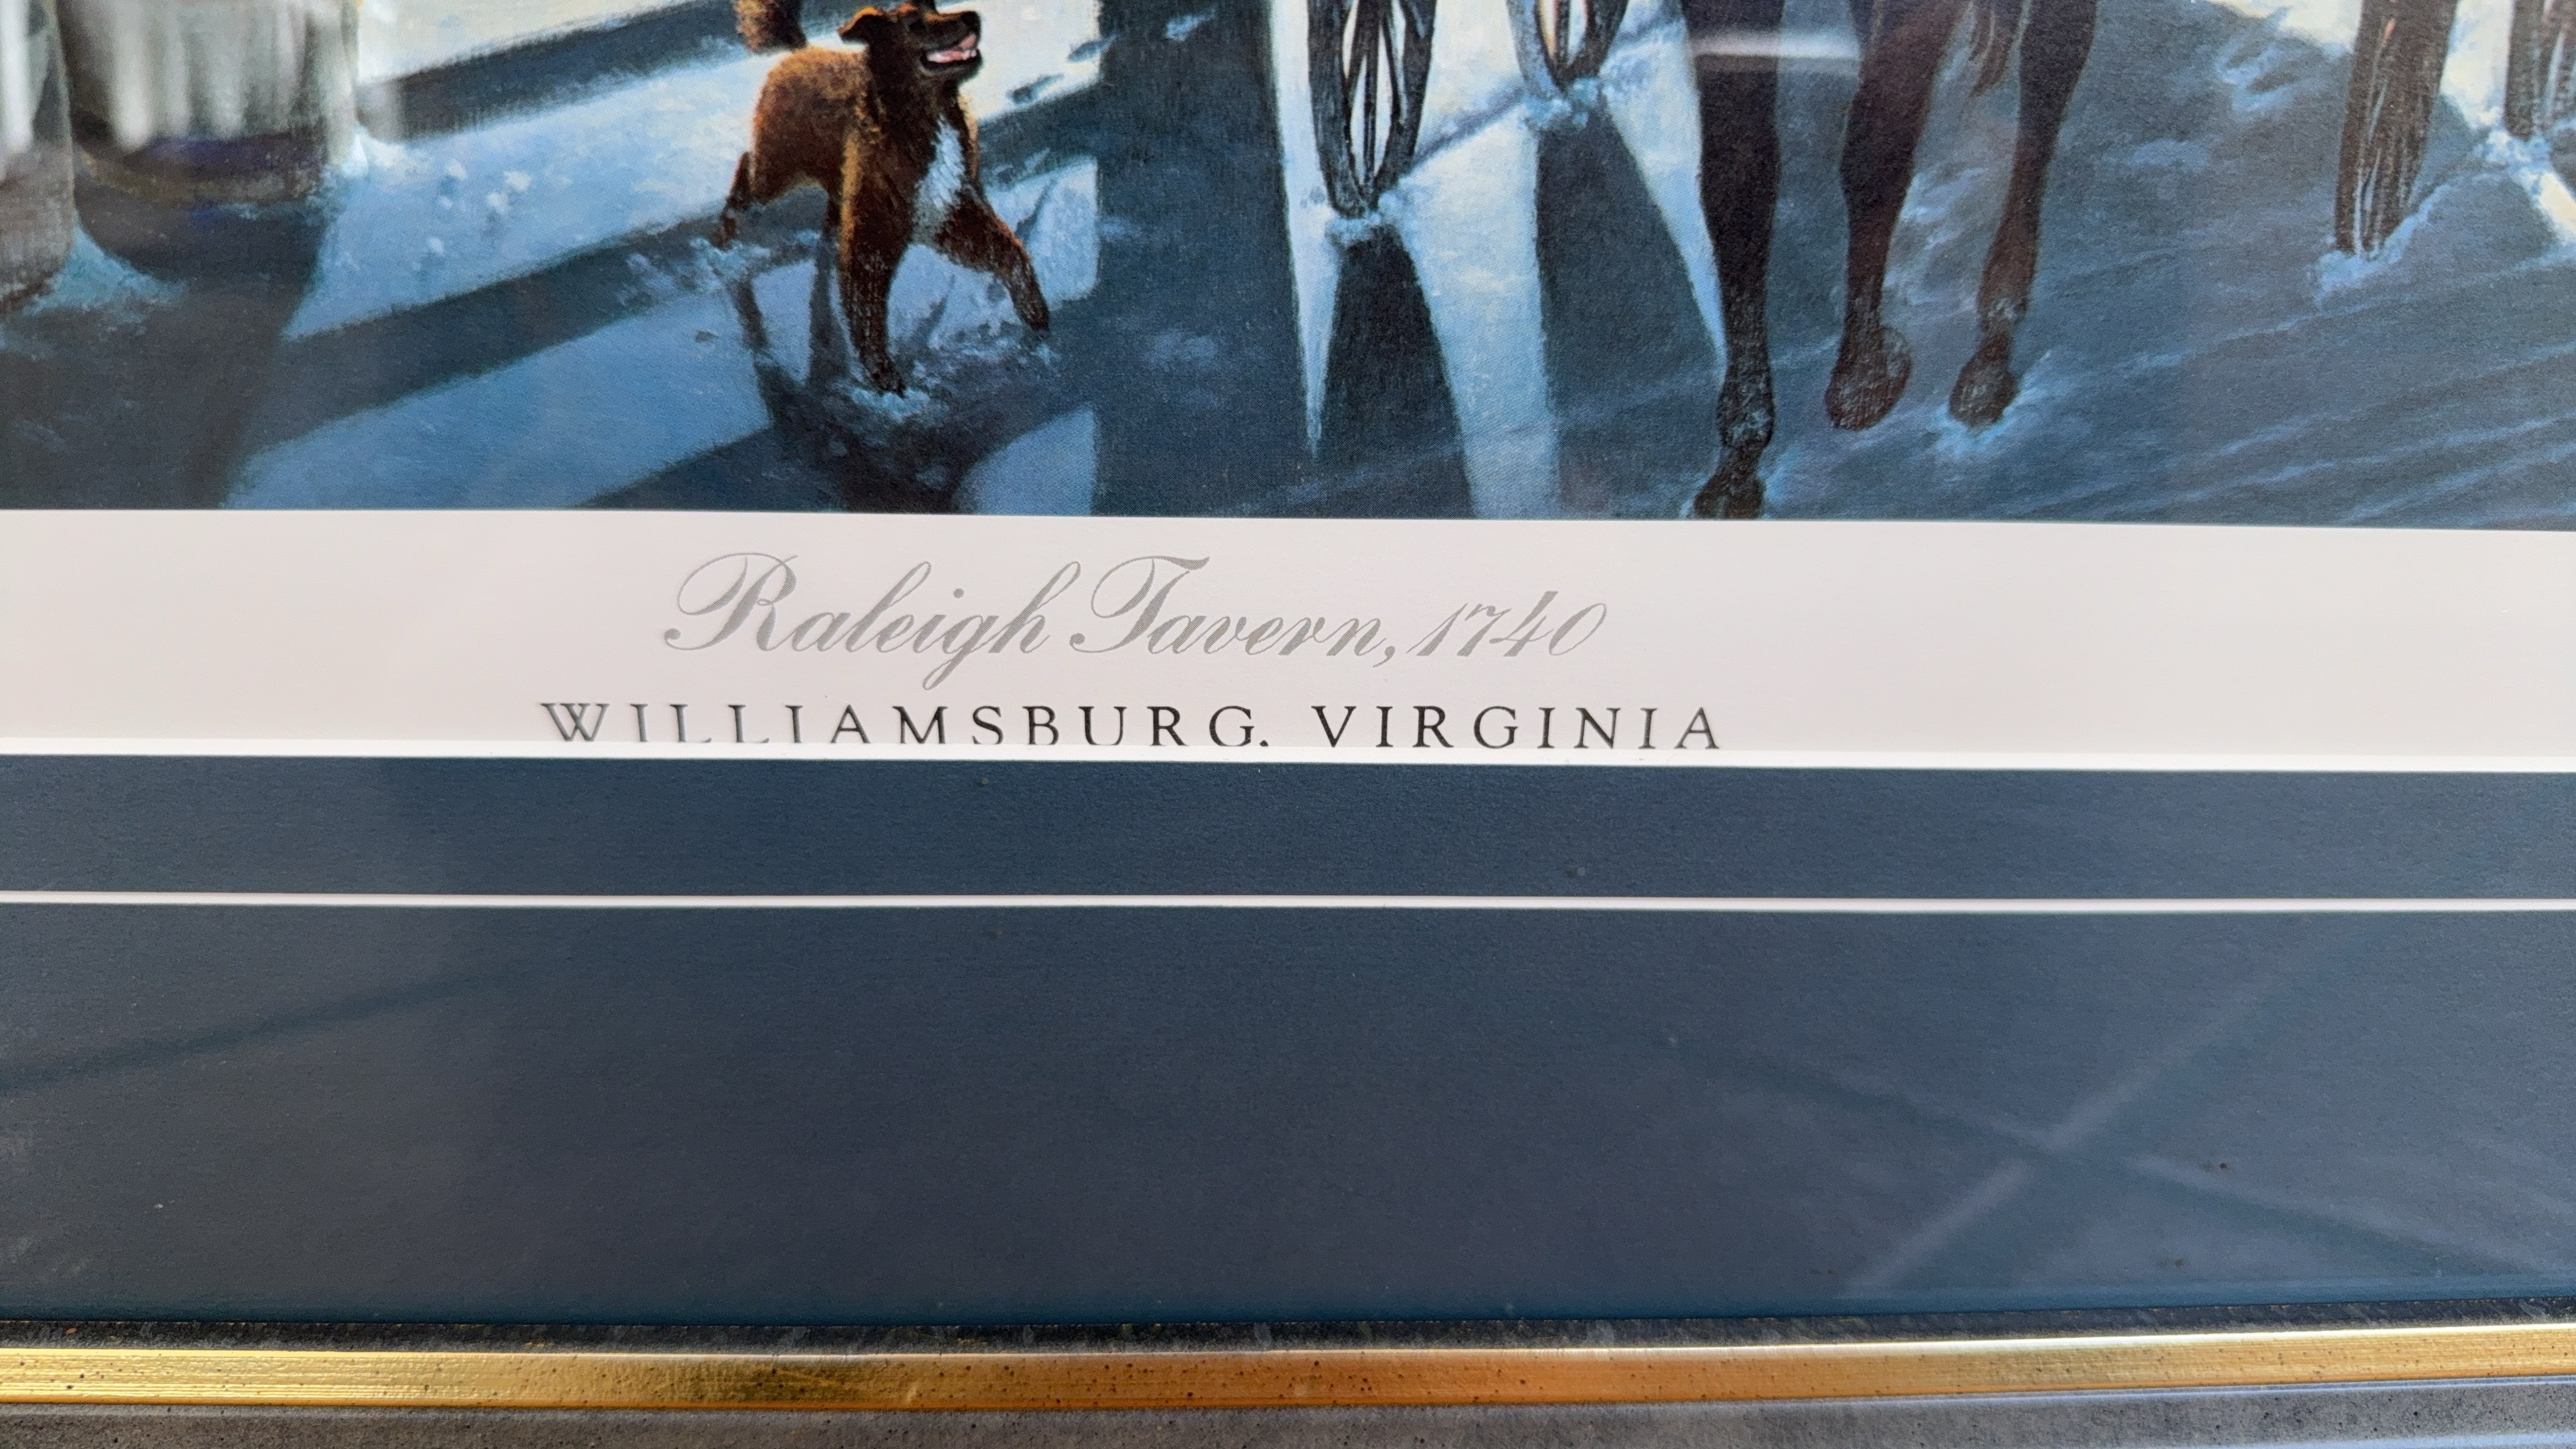 Raleigh Tavern, 1740
WILLIAMSBURG, VIRGINIA